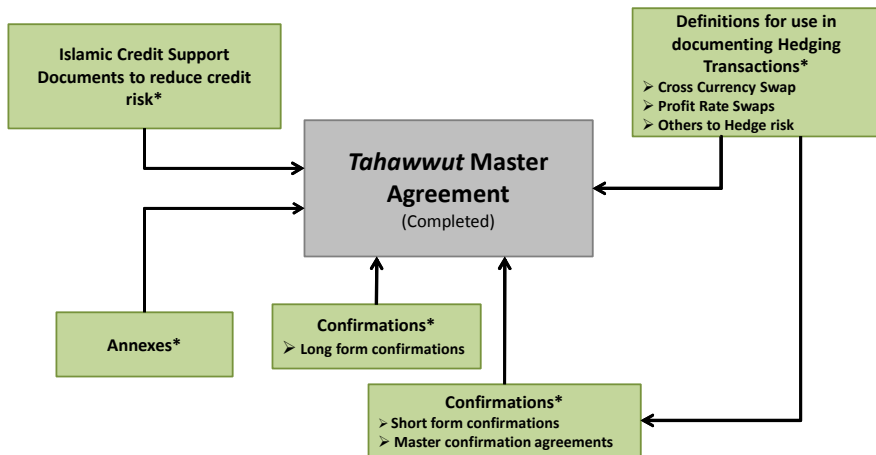 Islamic Credit Support
Documents to reduce credit
risk*
Definitions for use in
documenting Hedging
Transactions*
➢ Cross Currency Swap
➢ Profit Rate Swaps
➢ Others to Hedge risk
Tahawwut Master
Agreement
(Completed)
Annexes*
Confirmations*
➢ Long form confirmations
Confirmations*
➢ Short form confirmations
➢ Master confirmation agreements